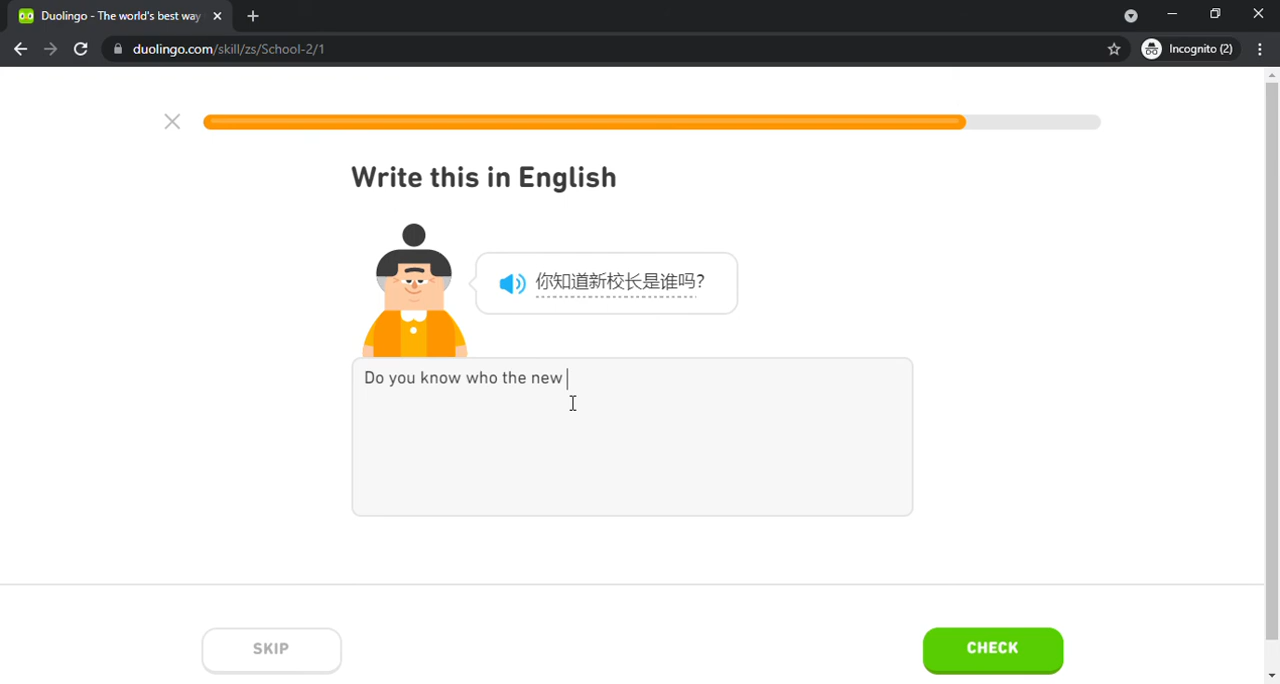 Duolingo - The world's best way
duolingo.com/skill/zs/School-2/1
Incognito (2)
Write this in English
你知道新校长是谁吗?
Do you know who the new
SKIP
CHECK